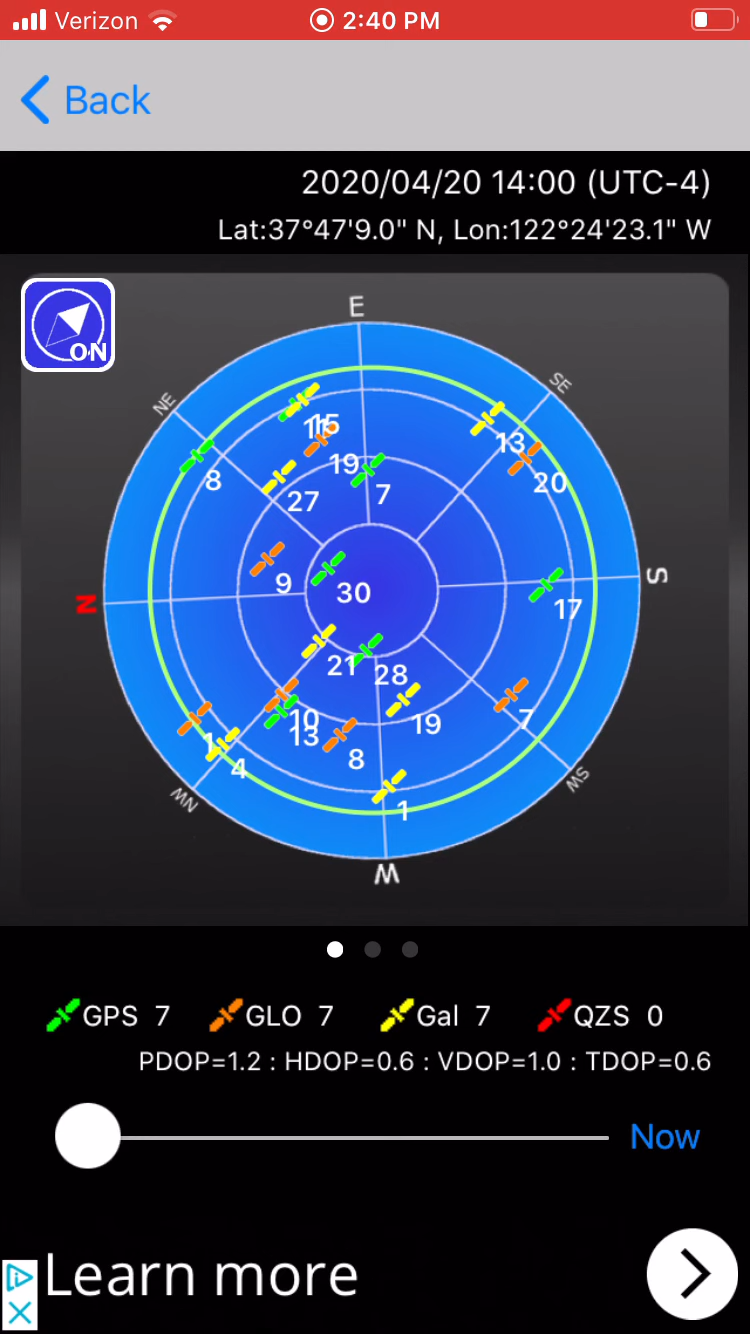 Verizon 2:40 PM
Back
2020/04/20 14:00 (UTC-4)
Lat:37°47'9.0" N, Lon:122°24'23.1" W
ON
E
NE
SE
15
13
19
20
8
27
7
9
30
S
N
17
21
28
10
19
7
13
1
8
4
1
NW
SW
W
GPS 7 GLO 7 Gal 7 QZS 0
PDOP=1.2 : HDOP=0.6 : VDOP=1.0 : TDOP=0.6
Now
Learn more